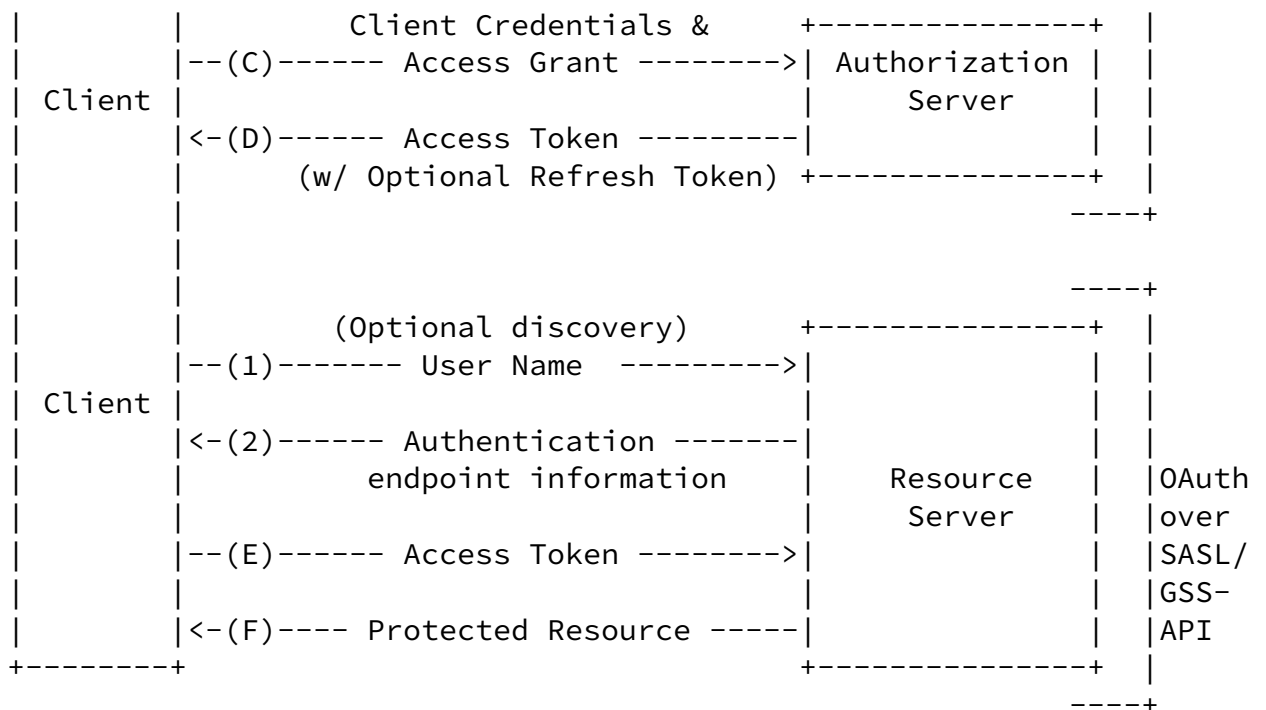 |        |         Client Credentials &     +---------------+  |
|        |--(C)------ Access Grant -------->| Authorization |  |
| Client |                                  |     Server    |  |
|        |<-(D)------ Access Token ---------|               |  |
|        |      (w/ Optional Refresh Token) +---------------+  |
|        |                                                 ----+
|        |
|        |                                                 ----+
|        |        (Optional discovery)      +---------------+  |
|        |--(1)------- User Name  --------->|               |  |
| Client |                                  |               |  |
|        |<-(2)------ Authentication -------|               |  |
|        |          endpoint information    |    Resource   |  |OAuth
|        |                                  |     Server    |  |over
|        |--(E)------ Access Token -------->|               |  |SASL/
|        |                                  |               |  |GSS-
|        |<-(F)---- Protected Resource -----|               |  |API
+--------+                                  +---------------+  |
                                                           ----+